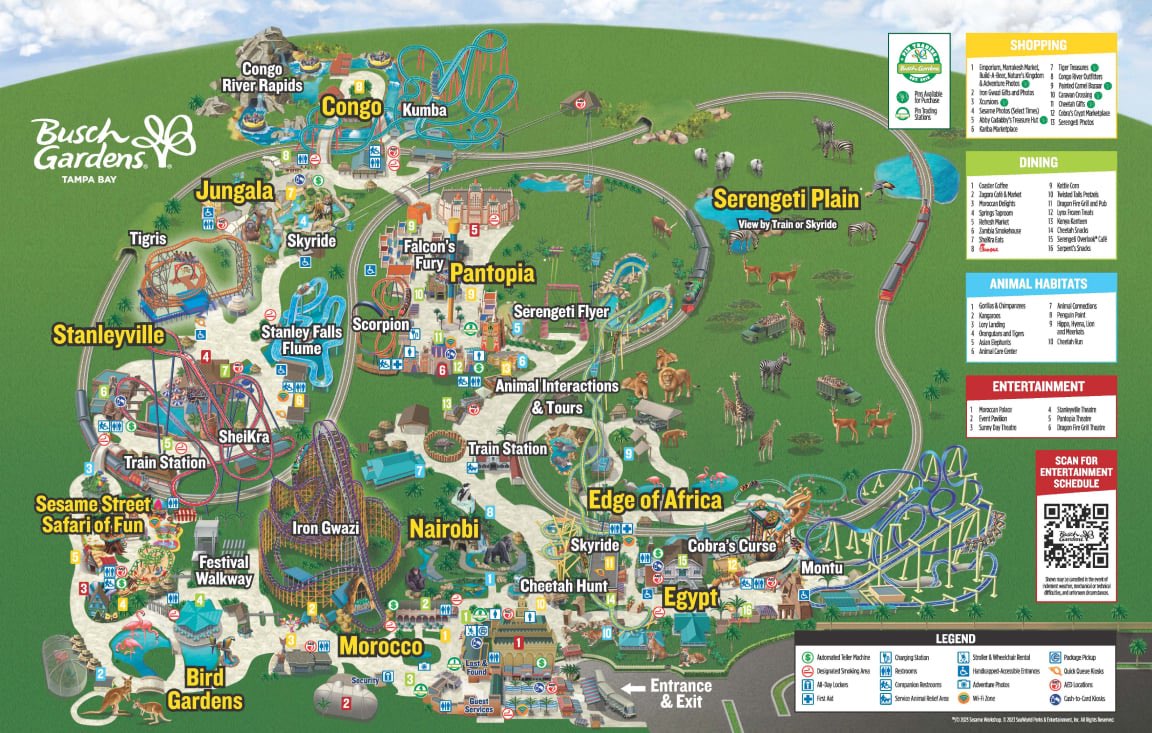 Busch
Gardens®
TAMPA BAY
Congo
River Rapids
Congo
Kumba
Jungala
Tigris
Skyride
Falcon's
Fury
Pantopia
Serengeti Plain
View by Train or Skyride
Stanleyville
Stanley Falls
Flume
Scorpion
Serengeti Flyer
Animal Interactions
& Tours
SheiKra
Train Station
Train Station
Sesame Street
Safari of Fun
Iron Gwazi
Nairobi
Edge of Africa
Skyride
Cobra's Curse
Montu
Festival
Walkway
Cheetah Hunt
Egypt
Morocco
Bird
Gardens
Security
Lost &
Found
Guest
Services
Entrance
& Exit
PIN TRADING
Busch Gardens
Pins Available
for Purchase
Pin Trading
Stations
SHOPPING
1 Emporium, Marrakesh Market,
Build-A-Bear, Nature's Kingdom
& Adventure Photos
2 Iron Gwazi Gifts and Photos
3 Xcursions
4 Sesame Photos (Select Times)
5 Abby Cadabby's Treasure Hut
6 Kariba Marketplace
7 Tiger Treasures
8 Congo River Outfitters
9 Painted Camel Bazaar
10 Caravan Crossing
11 Cheetah Gifts
12 Cobra's Crypt Marketplace
13 Serengeti Photos
DINING
1 Coaster Coffee
2 Zagora Café & Market
3 Moroccan Delights
4 Springs Taproom
5 Refresh Market
6 Zambia Smokehouse
7 SheiKra Eats
8
9 Kettle Corn
10 Twisted Tails Pretzels
11 Dragon Fire Grill and Pub
12 Lynx Frozen Treats
13 Kenya Kanteen
14 Cheetah Snacks
15 Serengeti Overlook® Café
16 Serpent's Snacks
ANIMAL HABITATS
1 Gorillas & Chimpanzees
2 Kangaroos
3 Lory Landing
4 Orangutans and Tigers
5 Asian Elephants
6 Animal Care Center
7 Animal Connections
8 Penguin Point
9 Hippo, Hyena, Lion
and Meerkats
10 Cheetah Run
ENTERTAINMENT
1 Moroccan Palace
2 Event Pavilion
3 Sunny Day Theatre
4 Stanleyville Theatre
5 Pantopia Theatre
6 Dragon Fire Grill Theatre
SCAN FOR
ENTERTAINMENT
SCHEDULE
Busch
Gardens
Shows may be cancelled in the event of
inclement weather, mechanical or technical
difficulties, and unknown circumstances.
LEGEND
Automated Teller Machine
Designated Smoking Area
All-Day Lockers
First Aid
Charging Station
Restrooms
Companion Restrooms
Service Animal Relief Area
Stroller & Wheelchair Rental
Handicapped-Accessible Entrances
Adventure Photos
Wi-Fi Zone
Package Pickup
Quick Queue Kiosks
AED Locations
Cash-to-Card Kiosks
®/© 2023 Sesame Workshop. © 2023 SeaWorld Parks & Entertainment, Inc. All Rights Reserved.